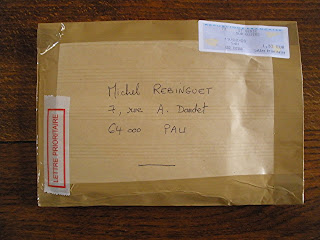 Michel REBINGUET
7, rue A. Daudet
64000 PAU
LETTRE PRIORITAIRE